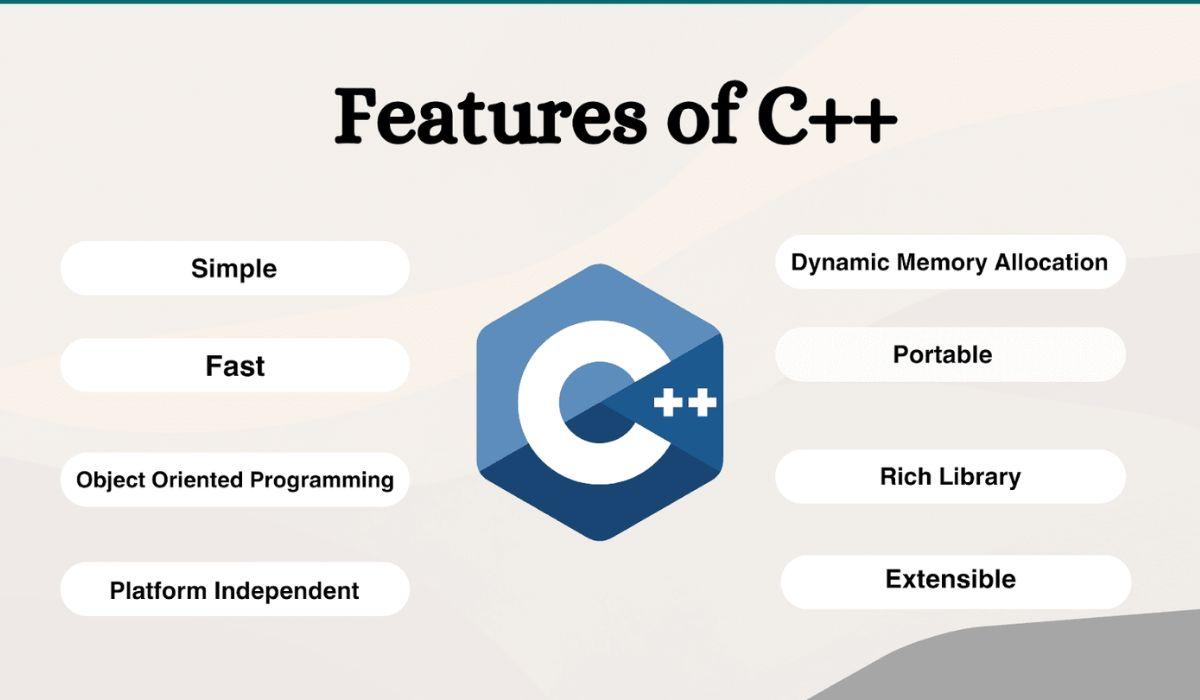 Features of C++
Simple
Fast
Object Oriented Programming
Platform Independent
C++
Dynamic Memory Allocation
Portable
Rich Library
Extensible